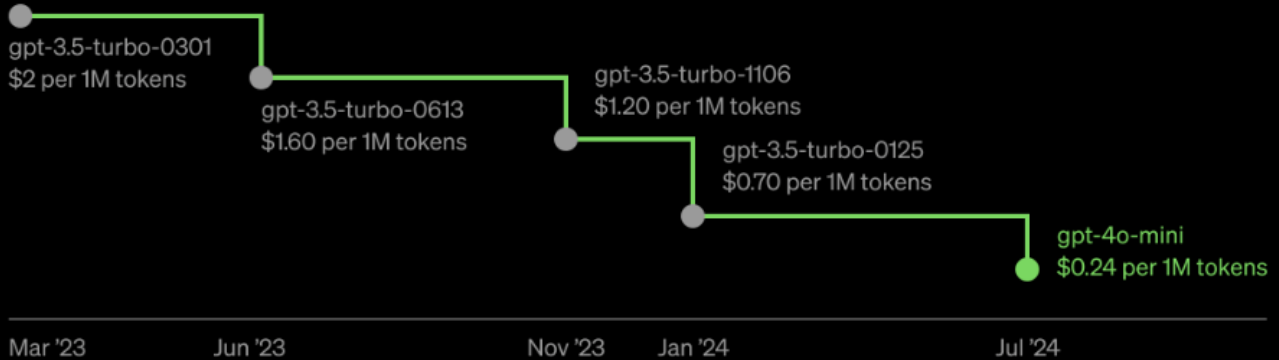 gpt-3.5-turbo-0301
$2 per 1M tokens
gpt-3.5-turbo-0613
$1.60 per 1M tokens
gpt-3.5-turbo-1106
$1.20 per 1M tokens
gpt-3.5-turbo-0125
$0.70 per 1M tokens
gpt-4o-mini
$0.24 per 1M tokens
Mar ’23 Jun ’23 Nov ’23 Jan ’24 Jul ’24